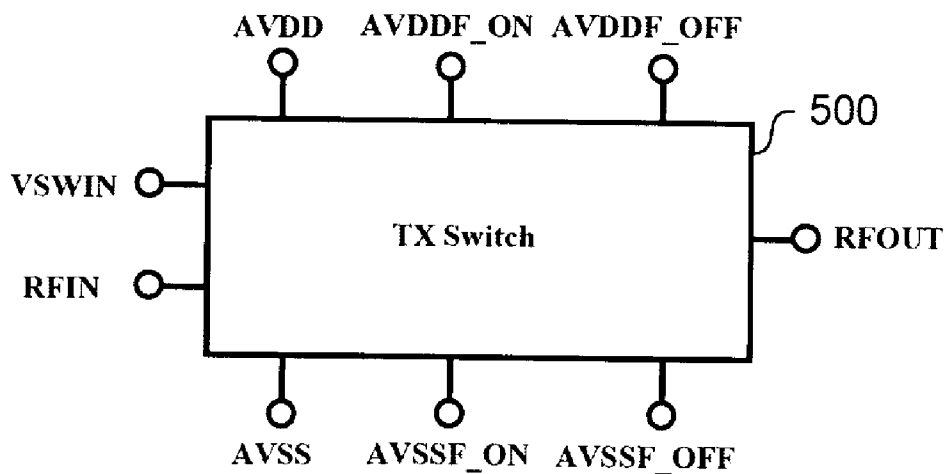 AVDD AVDDF_ON AVDDF_OFF
500
VSWIN
TX Switch
RFOUT
RFIN
AVSS AVSSF_ON AVSSF_OFF